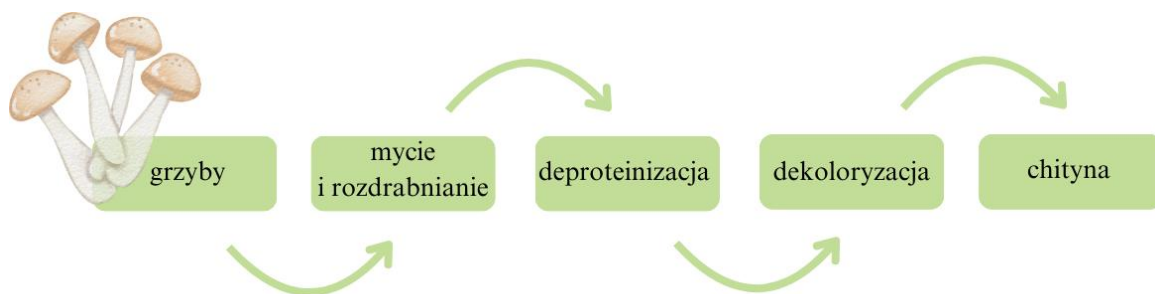 grzyby
mycie
i rozdrabnianie
deproteinizacja
dekoloryzacja
chityna